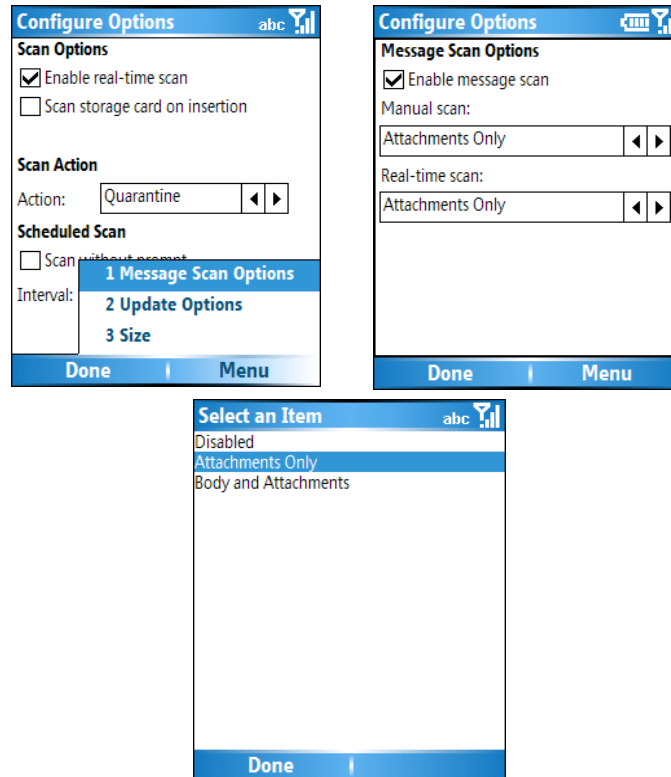 Configure Options abc
Scan Options
Enable real-time scan
Scan storage card on insertion
Scan Action
Action: Quarantine
Scheduled Scan
Scan without prompt
1 Message Scan Options
Interval:
2 Update Options
3 Size
Done Menu
Configure Options
Message Scan Options
Enable message scan
Manual scan:
Attachments Only
Real-time scan:
Attachments Only
Done Menu
Select an Item abc
Disabled
Attachments Only
Body and Attachments
Done